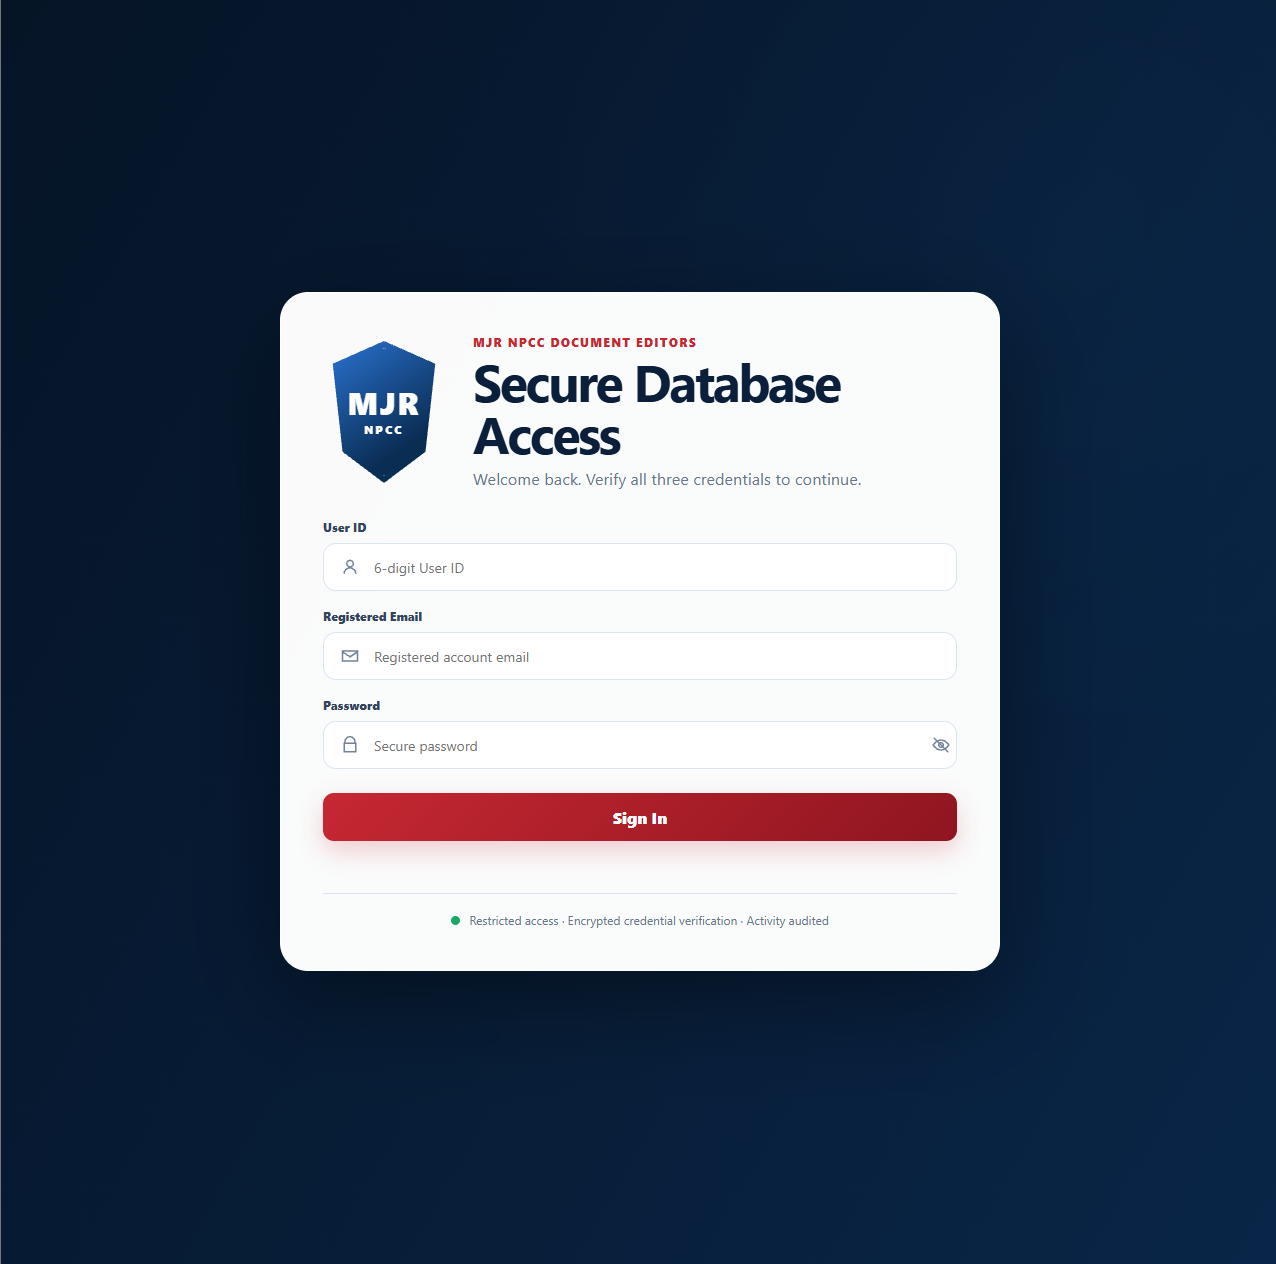 MJR
NPCC
MJR NPCC DOCUMENT EDITORS
Secure Database
Access
Welcome back. Verify all three credentials to continue.
User ID
6-digit User ID
Registered Email
Registered account email
Password
Secure password
Sign In
Restricted access · Encrypted credential verification · Activity audited